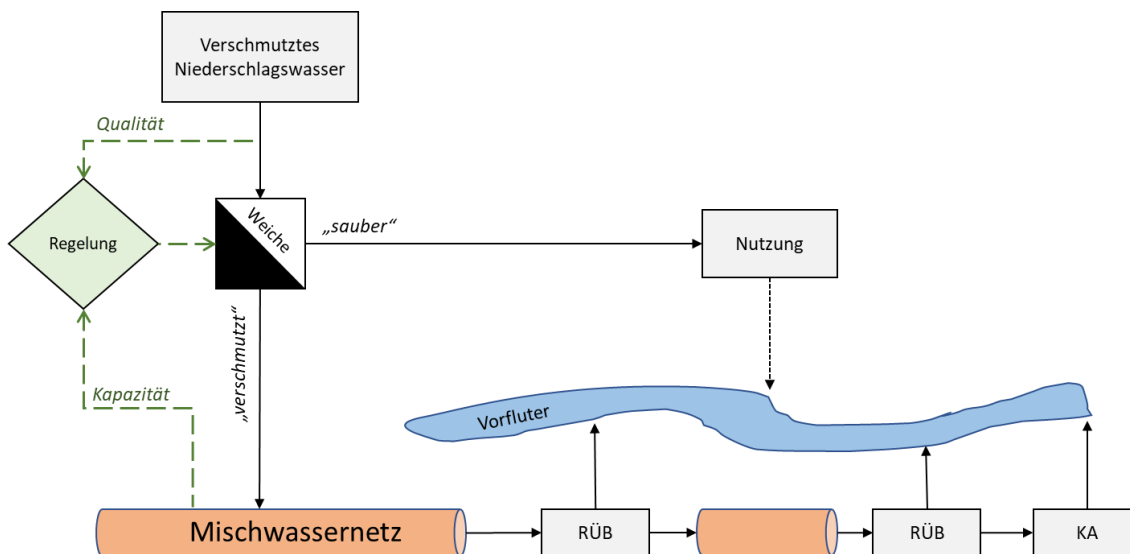 Verschmutztes
Niederschlagswasser
Qualität
Regelung
Weiche
„sauber“
Nutzung
„verschmutzt“
Kapazität
Vorfluter
Mischwassernetz
RÜB
RÜB
KA